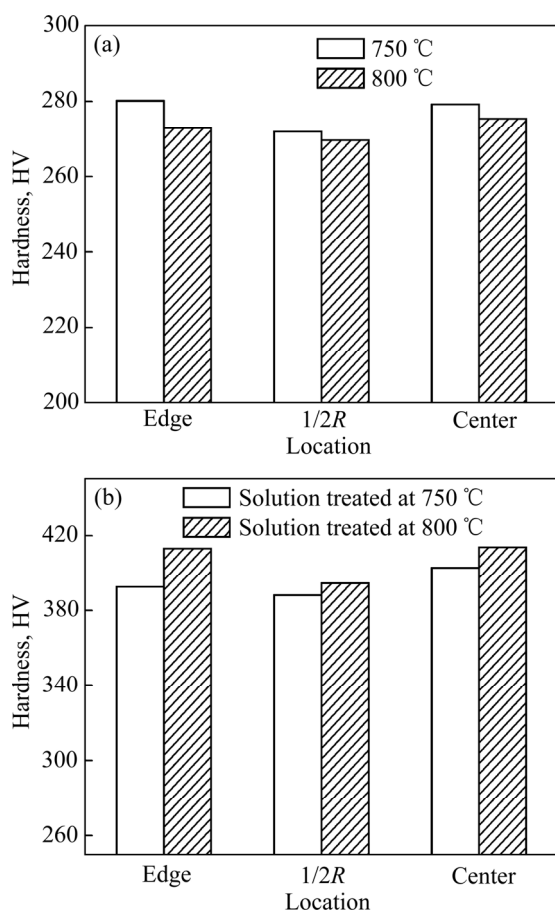 (a)
750 ℃
800 ℃
300
280
260
240
220
200
Hardness, HV
Edge
1/2R
Center
Location
(b)
Solution treated at 750 ℃
Solution treated at 800 ℃
420
380
340
300
260
Hardness, HV
Edge
1/2R
Center
Location